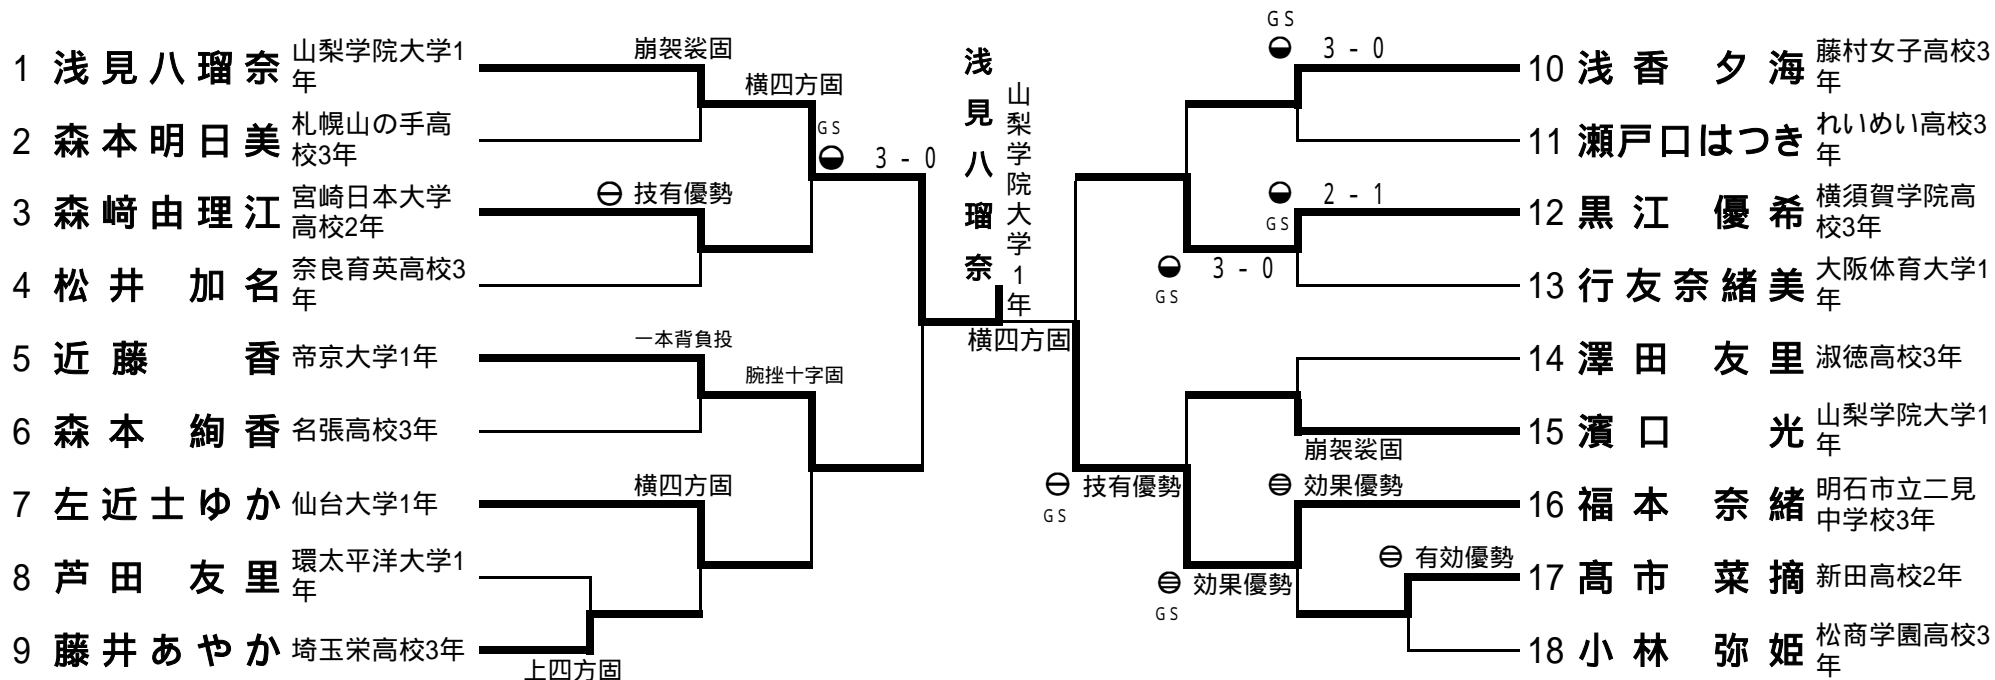 1 浅見八瑠奈 山梨学院大学1
年
2 森本明日美 札幌山の手高
校3年
3 森﨑由理江 宮崎日本大学
高校2年
4 松井 加名 奈良育英高校3
年
5 近藤 香 帝京大学1年
6 森本 絢香 名張高校3年
7 左近士ゆか 仙台大学1年
8 芦田 友里 環太平洋大学1
年
9 藤井あやか 埼玉栄高校3年
崩袈裟固
技有優勢
一本背負投
横四方固
上四方固
横四方固
腕挫十字固
GS
3 - 0
浅見八瑠奈
山梨学院大学1年
横四方固
GS
3 - 0
2 - 1
GS
3 - 0
GS
崩袈裟固
技有優勢
GS
効果優勢
有効優勢
効果優勢
GS
10 浅香 夕海 藤村女子高校3
年
11 瀬戸口はつき れいめい高校3
年
12 黒江 優希 横須賀学院高
校3年
13 行友奈緒美 大阪体育大学1
年
14 澤田 友里 淑徳高校3年
15 濱口 光 山梨学院大学1
年
16 福本 奈緒 明石市立二見
中学校3年
17 髙市 菜摘 新田高校2年
18 小林 弥姫 松商学園高校3
年